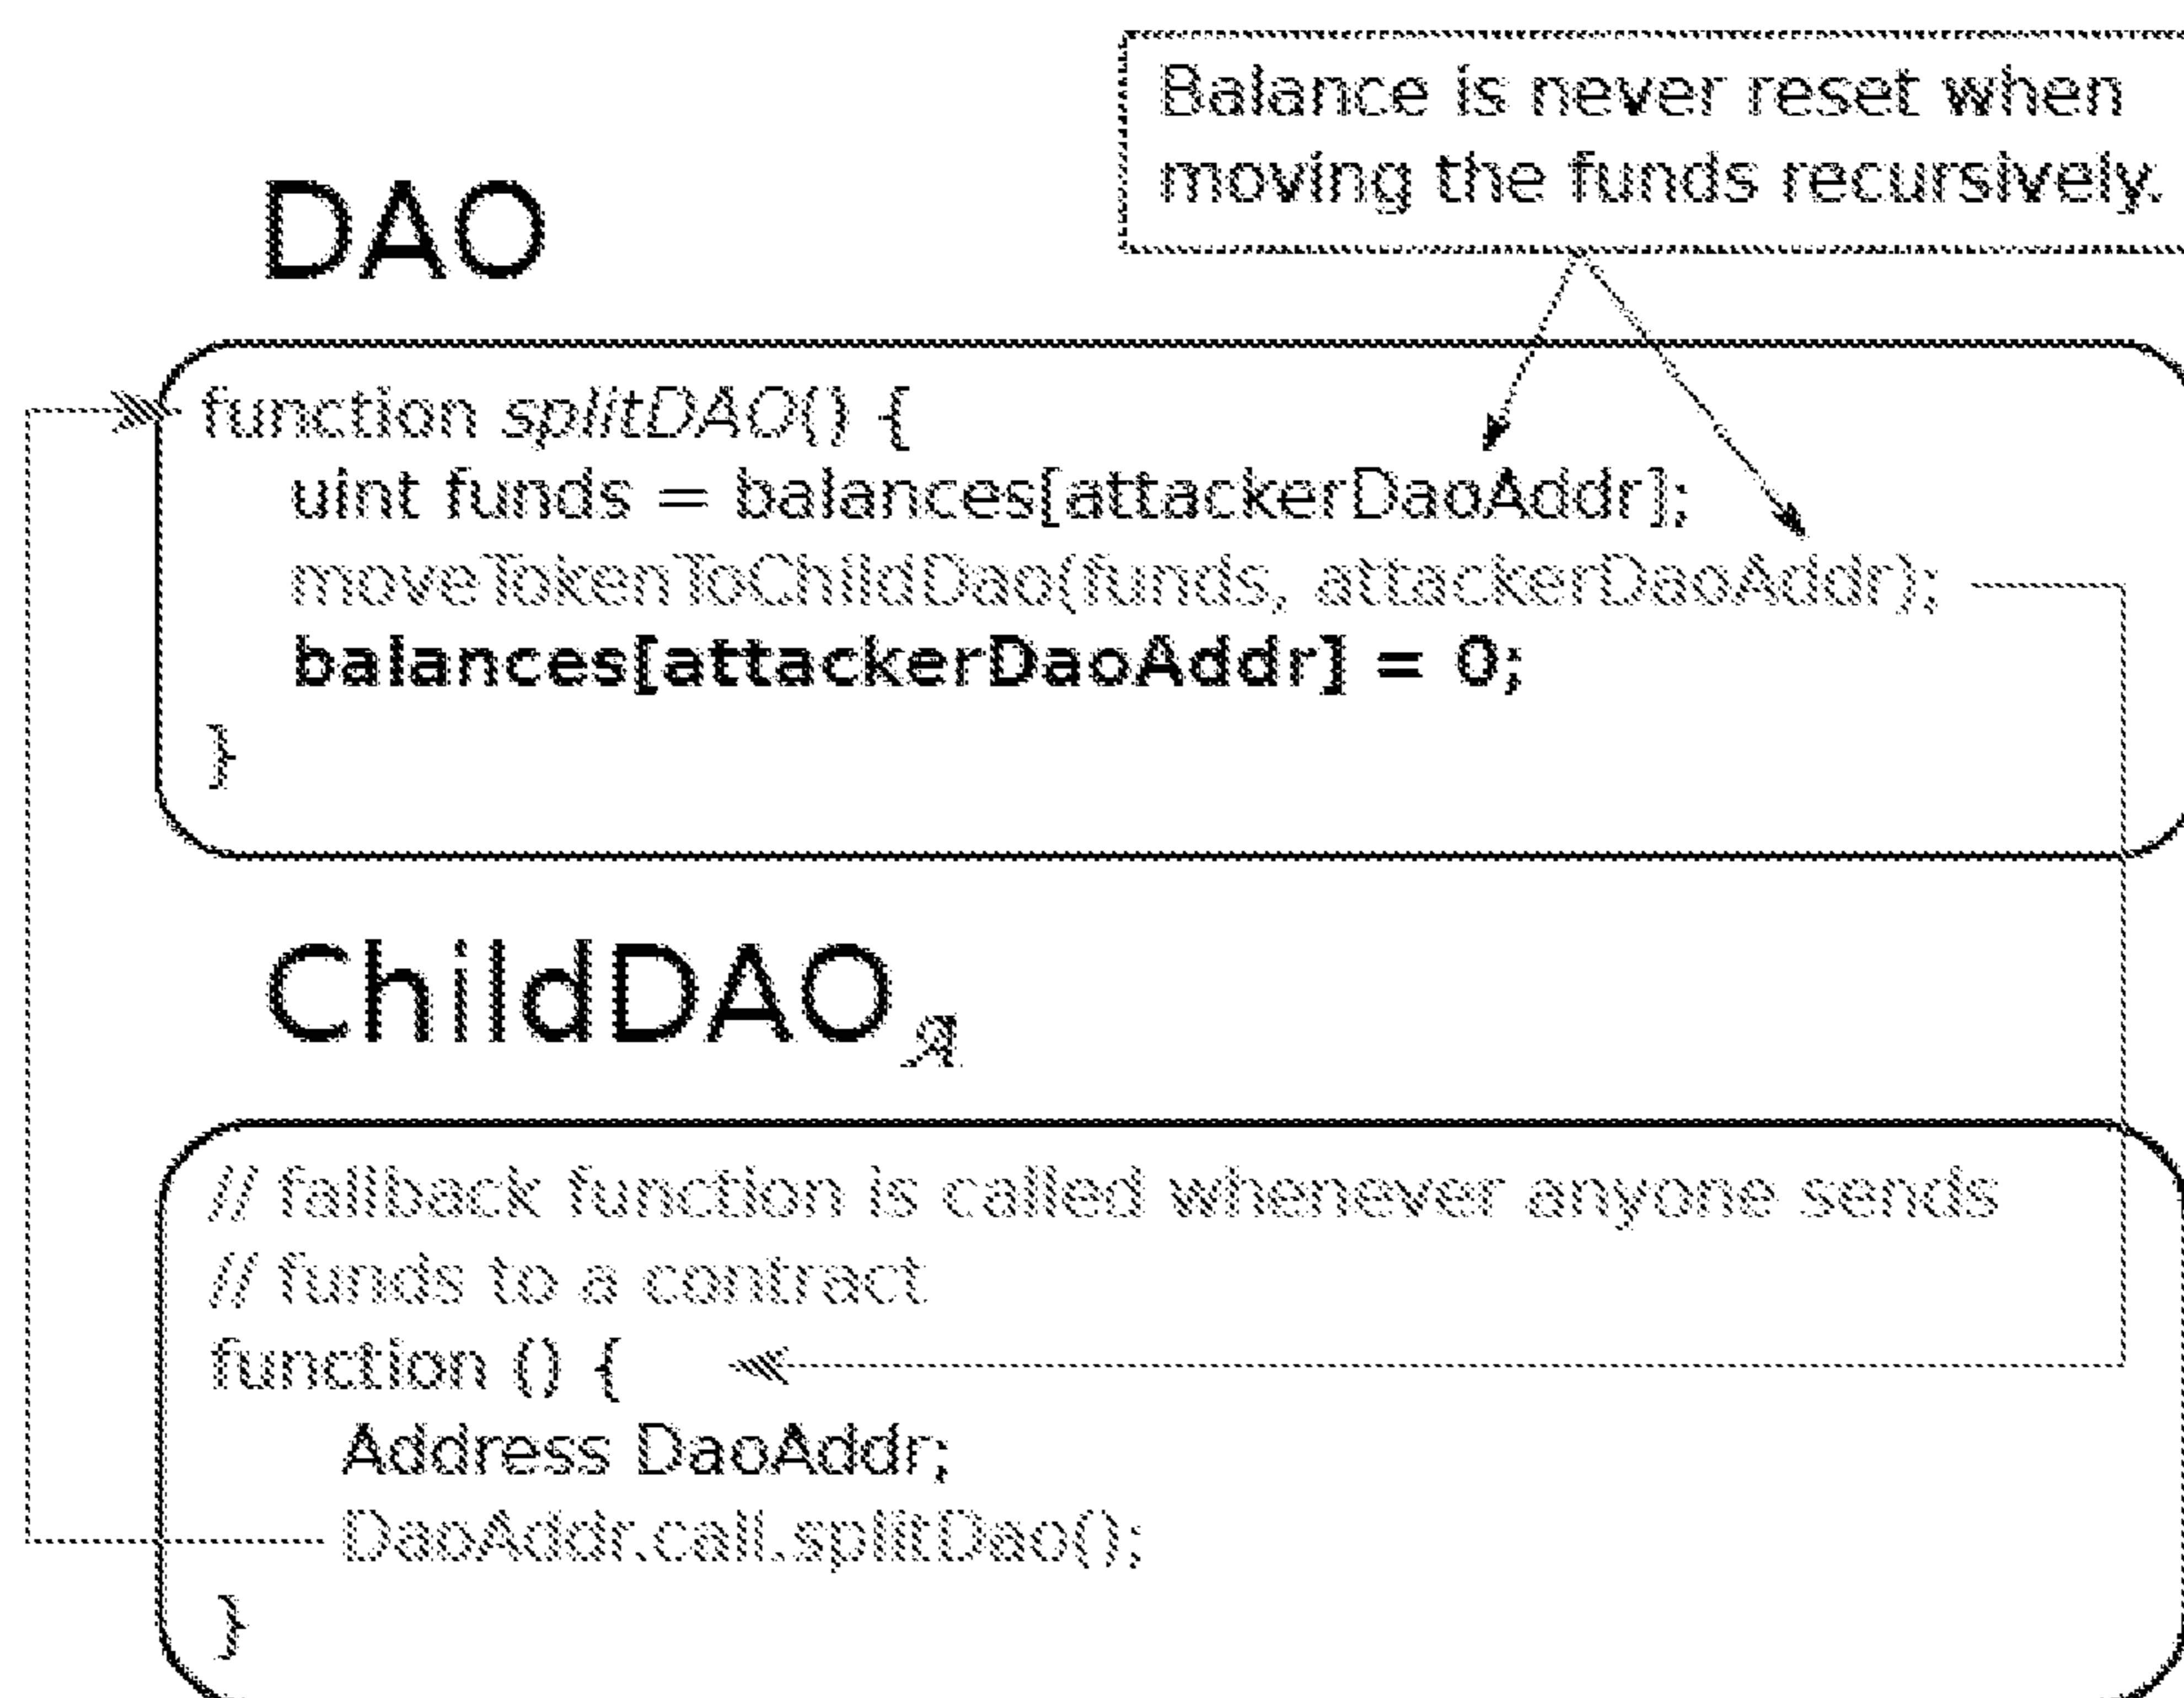 Balance is never reset when
moving the funds recursively.
DAO
function splitDAO() {
uint funds = balances[attackerDaoAddr];
moveTokenToChildDao(funds, attackerDaoAddr);
balances[attackerDaoAddr] = 0;
}
ChildDAO𝒜
// fallback function is called whenever anyone sends
// funds to a contract
function () {
Address DaoAddr;
DaoAddr.call.splitDao();
}